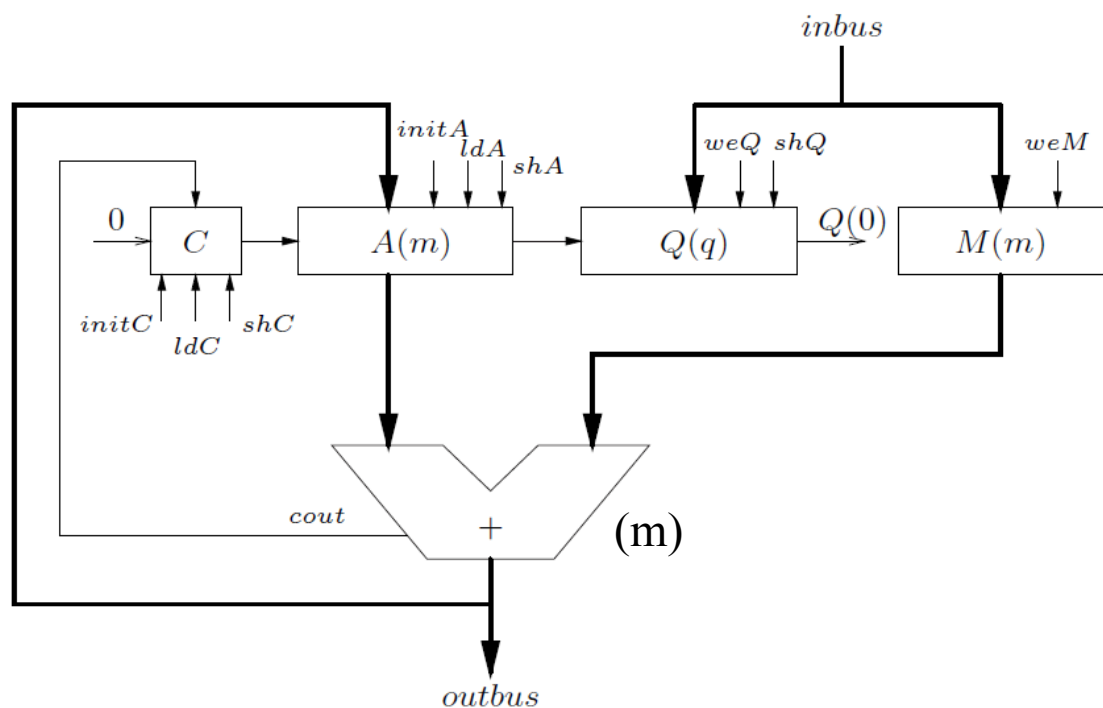 inbus
initA
ldA
shA
weQ shQ
weM
0
C
A(m)
Q(q)
Q(0)
M(m)
initC
ldC
shC
cout
+
(m)
outbus